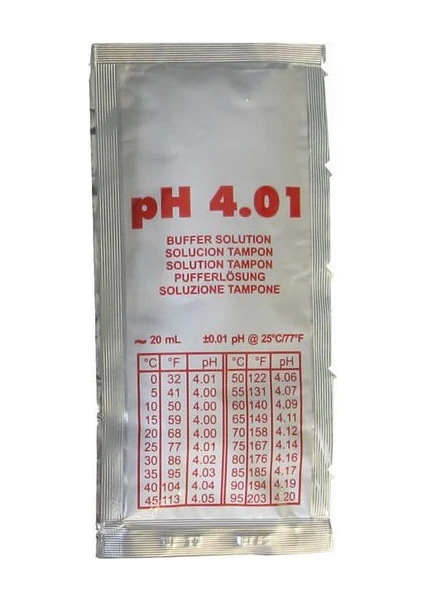 pH 4.01
BUFFER SOLUTION
SOLUCION TAMPON
SOLUTION TAMPON
PUFFERLÖSUNG
SOLUZIONE TAMPONE
~ 20 mL ±0.01 pH @ 25°C/77°F
°C °F pH °C °F pH
0 32 4.01 50 122 4.06
5 41 4.00 55 131 4.07
10 50 4.00 60 140 4.09
15 59 4.00 65 149 4.11
20 68 4.00 70 158 4.12
25 77 4.01 75 167 4.14
30 86 4.02 80 176 4.16
35 95 4.03 85 185 4.17
40 104 4.04 90 194 4.19
45 113 4.05 95 203 4.20